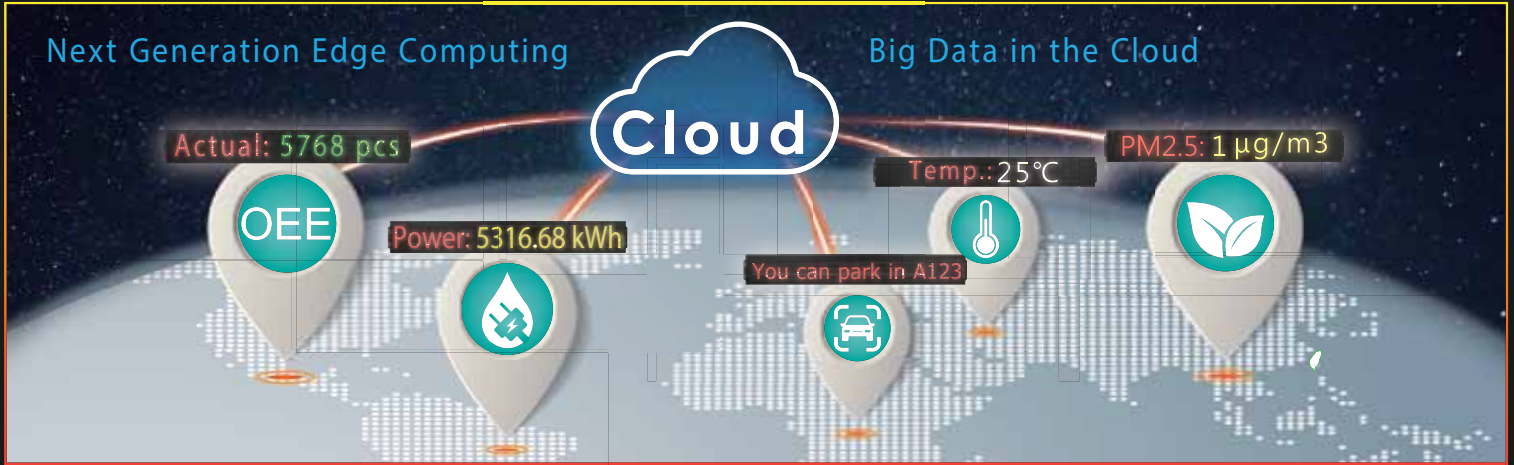 Next Generation Edge Computing
Big Data in the Cloud
Cloud
Actual: 5768 pcs
PM2.5: 1 μg/m3
Temp.: 25℃
OEE
Power: 5316.68 kWh
You can park in A123